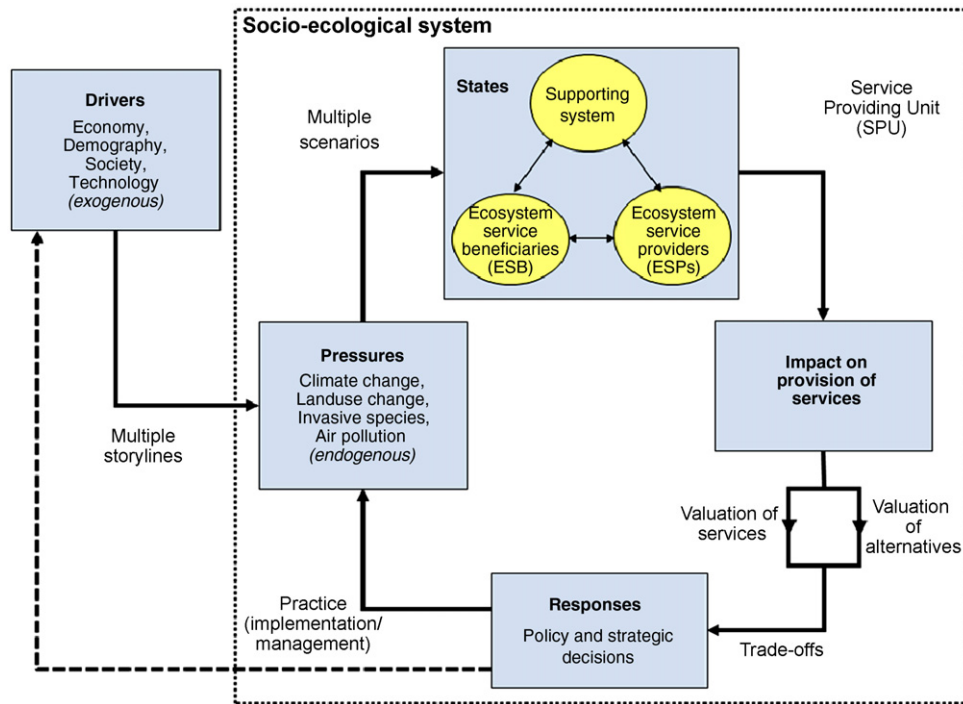 Socio-ecological system
Drivers
Economy,
Demography,
Society,
Technology
(exogenous)
Multiple
scenarios
States
Supporting
system
Ecosystem
service
beneficiaries
(ESB)
Ecosystem
service
providers
(ESPs)
Service
Providing Unit
(SPU)
Pressures
Climate change,
Landuse change,
Invasive species,
Air pollution
(endogenous)
Multiple
storylines
Impact on
provision of
services
Valuation of
services
Valuation
of
alternatives
Practice
(implementation/
management)
Responses
Policy and strategic
decisions
Trade-offs